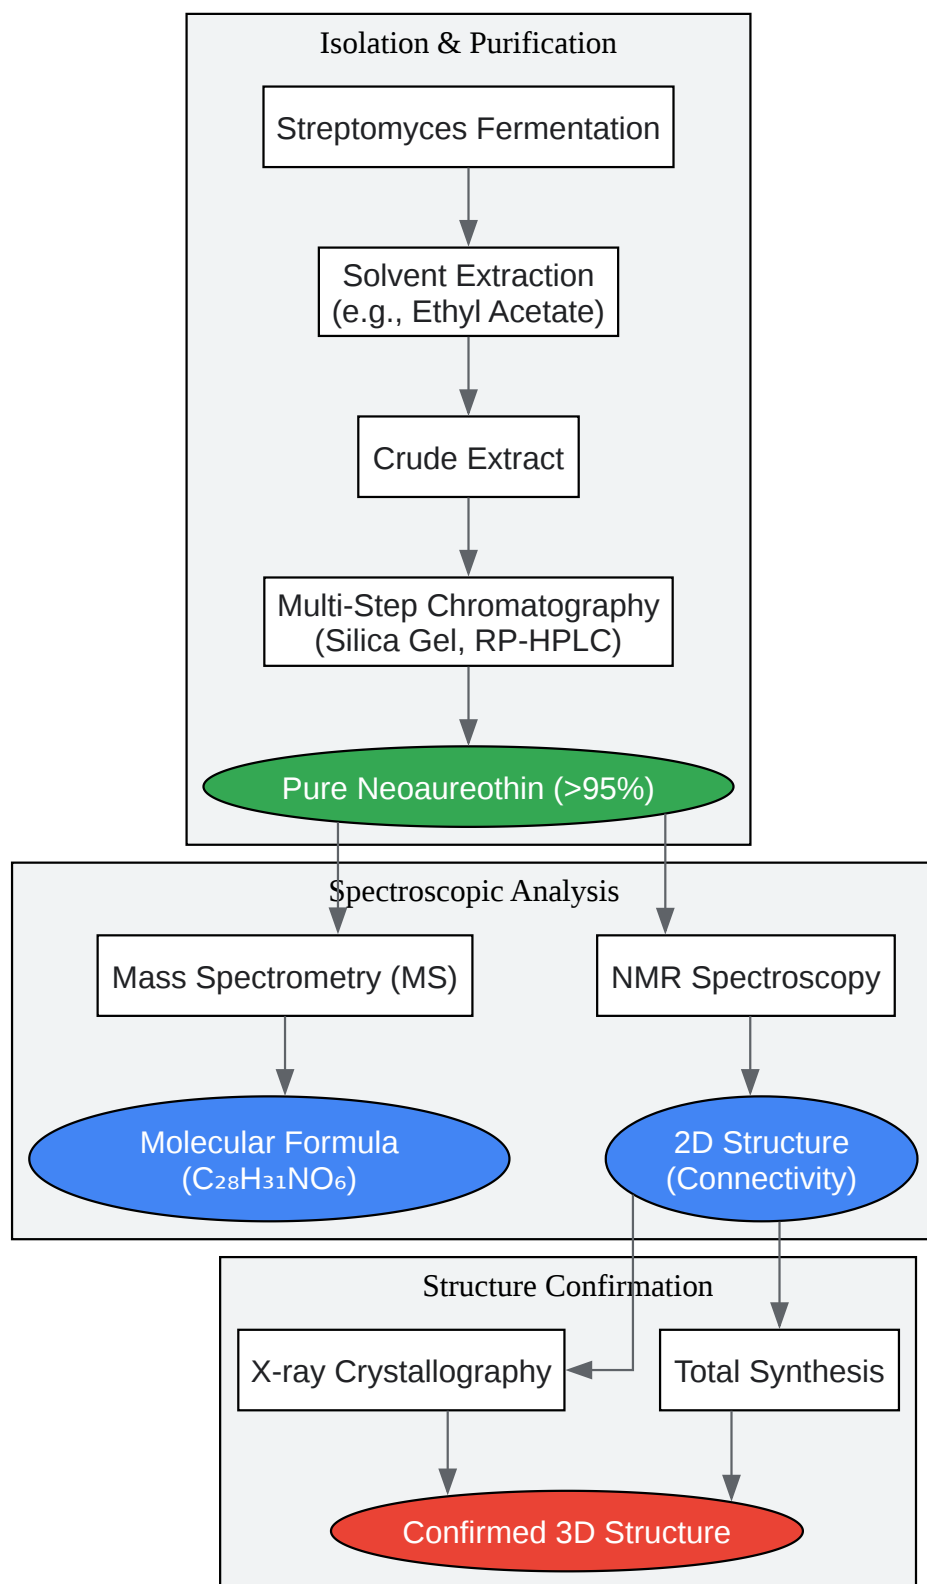 Isolation & Purification
Streptomyces Fermentation
Solvent Extraction
(e.g., Ethyl Acetate)
Crude Extract
Multi-Step Chromatography
(Silica Gel, RP-HPLC)
Pure Neoaureothin (>95%)
Spectroscopic Analysis
Mass Spectrometry (MS)
NMR Spectroscopy
Molecular Formula
(C₂₈H₃₁NO₆)
2D Structure
(Connectivity)
Structure Confirmation
X-ray Crystallography
Total Synthesis
Confirmed 3D Structure